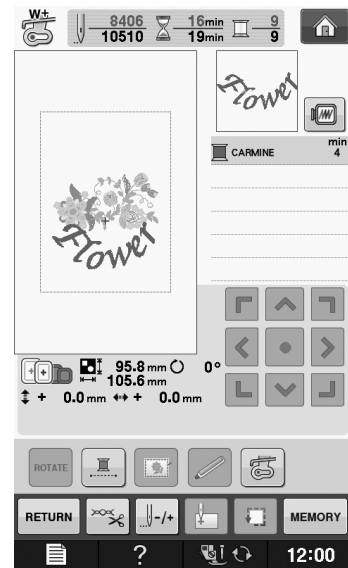 W+
8406 16min 9
10510 19min 9
Flower
min
CARMINE 4
Flower
95.8 mm 0°
105.6 mm
+ 0.0 mm + 0.0 mm
ROTATE
RETURN -/+ MEMORY
? 12:00